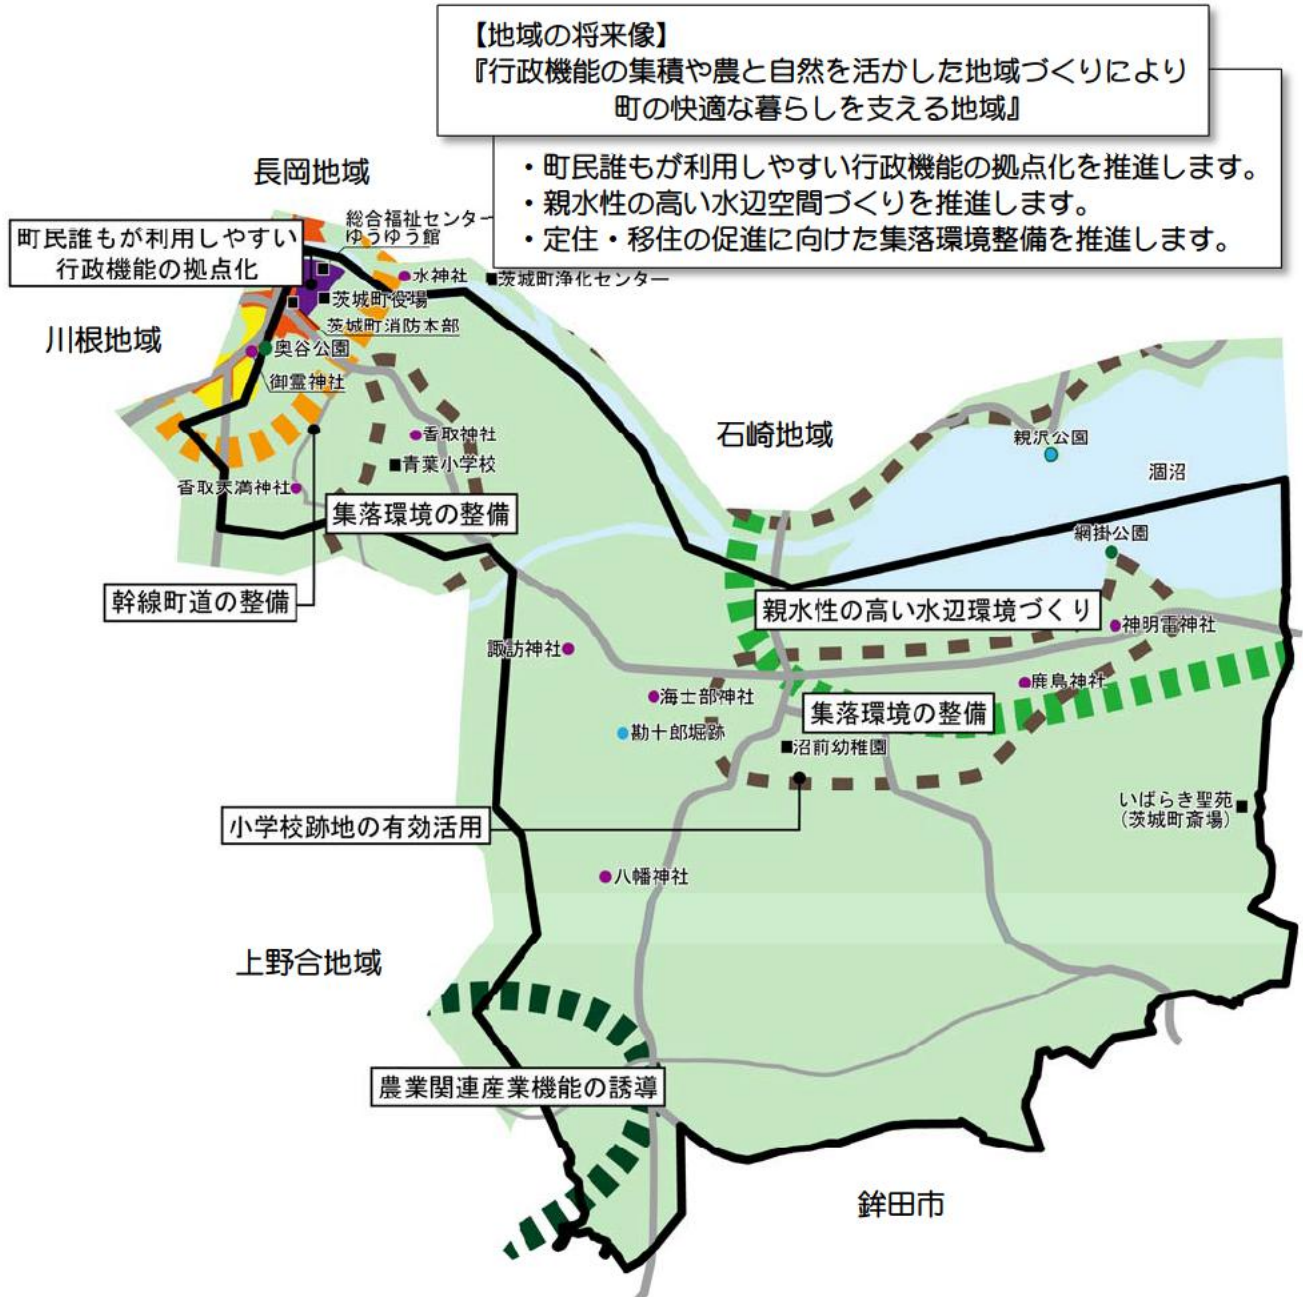 【地域の将来像】
『行政機能の集積や農と自然を活かした地域づくりにより
町の快適な暮らしを支える地域』
・町民誰もが利用しやすい行政機能の拠点化を推進します。
・親水性の高い水辺空間づくりを推進します。
・定住・移住の促進に向けた集落環境整備を推進します。
長岡地域
総合福祉センター
ゆうゆう館
町民誰もが利用しやすい
行政機能の拠点化
水神社
茨城町浄化センター
茨城町役場
茨城町消防本部
川根地域
奥谷公園
御霊神社
香取神社
青葉小学校
石崎地域
親沢公園
涸沼
香取天満神社
集落環境の整備
網掛公園
幹線町道の整備
親水性の高い水辺環境づくり
神明雷神社
諏訪神社
鹿島神社
海士部神社
集落環境の整備
勘十郎堀跡
沼前幼稚園
いばらき聖苑
(茨城町斎場)
小学校跡地の有効活用
八幡神社
上野合地域
農業関連産業機能の誘導
鉾田市